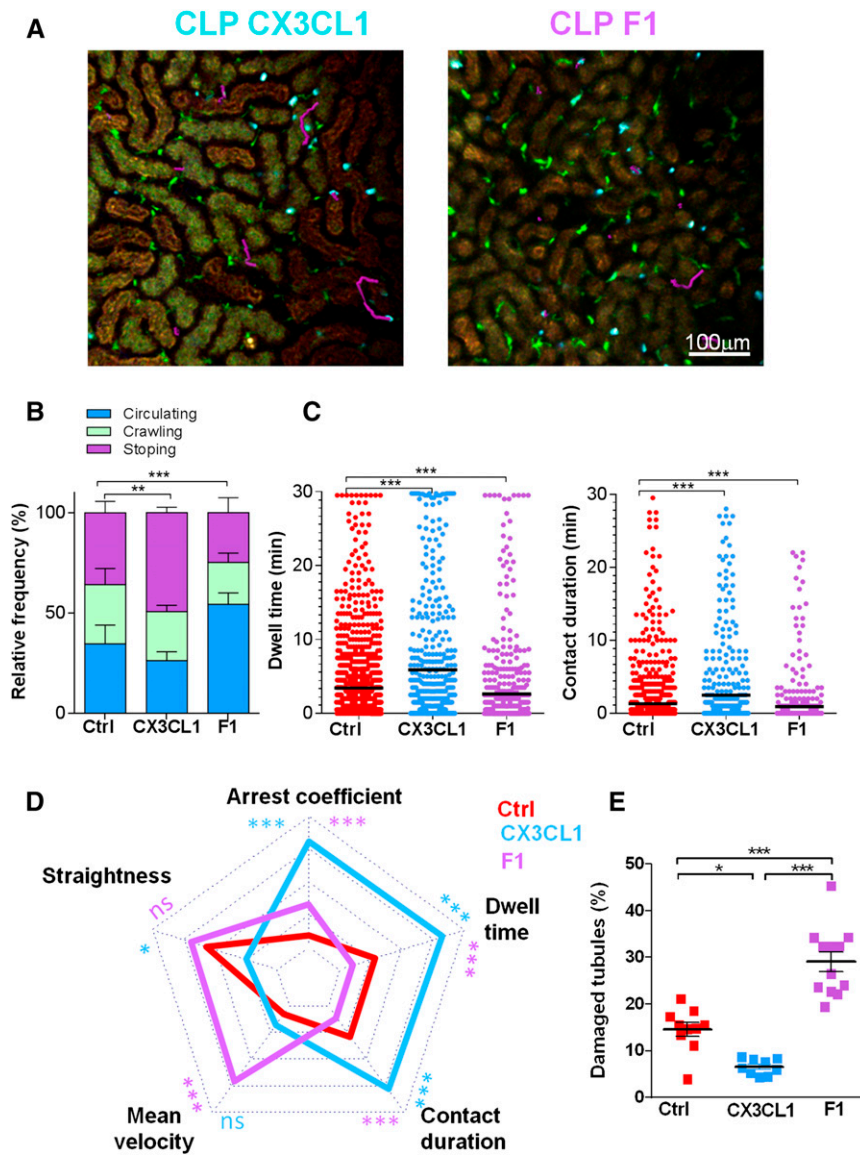 A
CLP CX3CL1
CLP F1
100µm
B
Circulating
Crawling
Stoping
***
**
Relative frequency (%)
100
50
0
Ctrl
CX3CL1
F1
C
***
***
Dwell time (min)
30
20
10
0
Ctrl
CX3CL1
F1
***
***
Contact duration (min)
30
20
10
0
Ctrl
CX3CL1
F1
D
Arrest coefficient
***
***
Ctrl
CX3CL1
F1
Straightness
ns
*
Dwell
time
***
***
Mean
velocity
***
ns
Contact
duration
***
***
E
***
*
***
Damaged tubules (%)
50
40
30
20
10
0
Ctrl
CX3CL1
F1